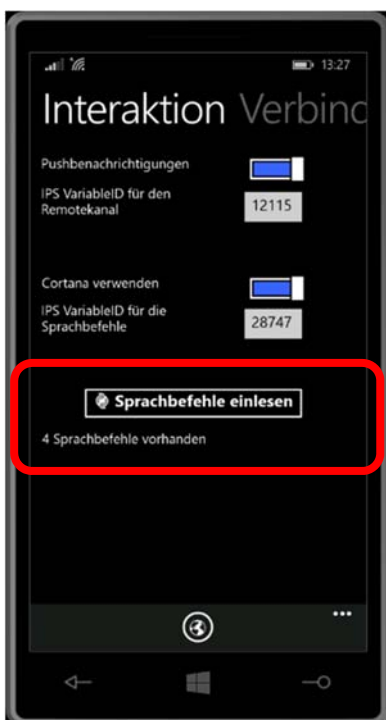 13:27
Interaktion Verbinc
Pushbenachrichtigungen
IPS VariableID für den
Remotekanal
12115
Cortana verwenden
IPS VariableID für die
Sprachbefehle
28747
Sprachbefehle einlesen
4 Sprachbefehle vorhanden